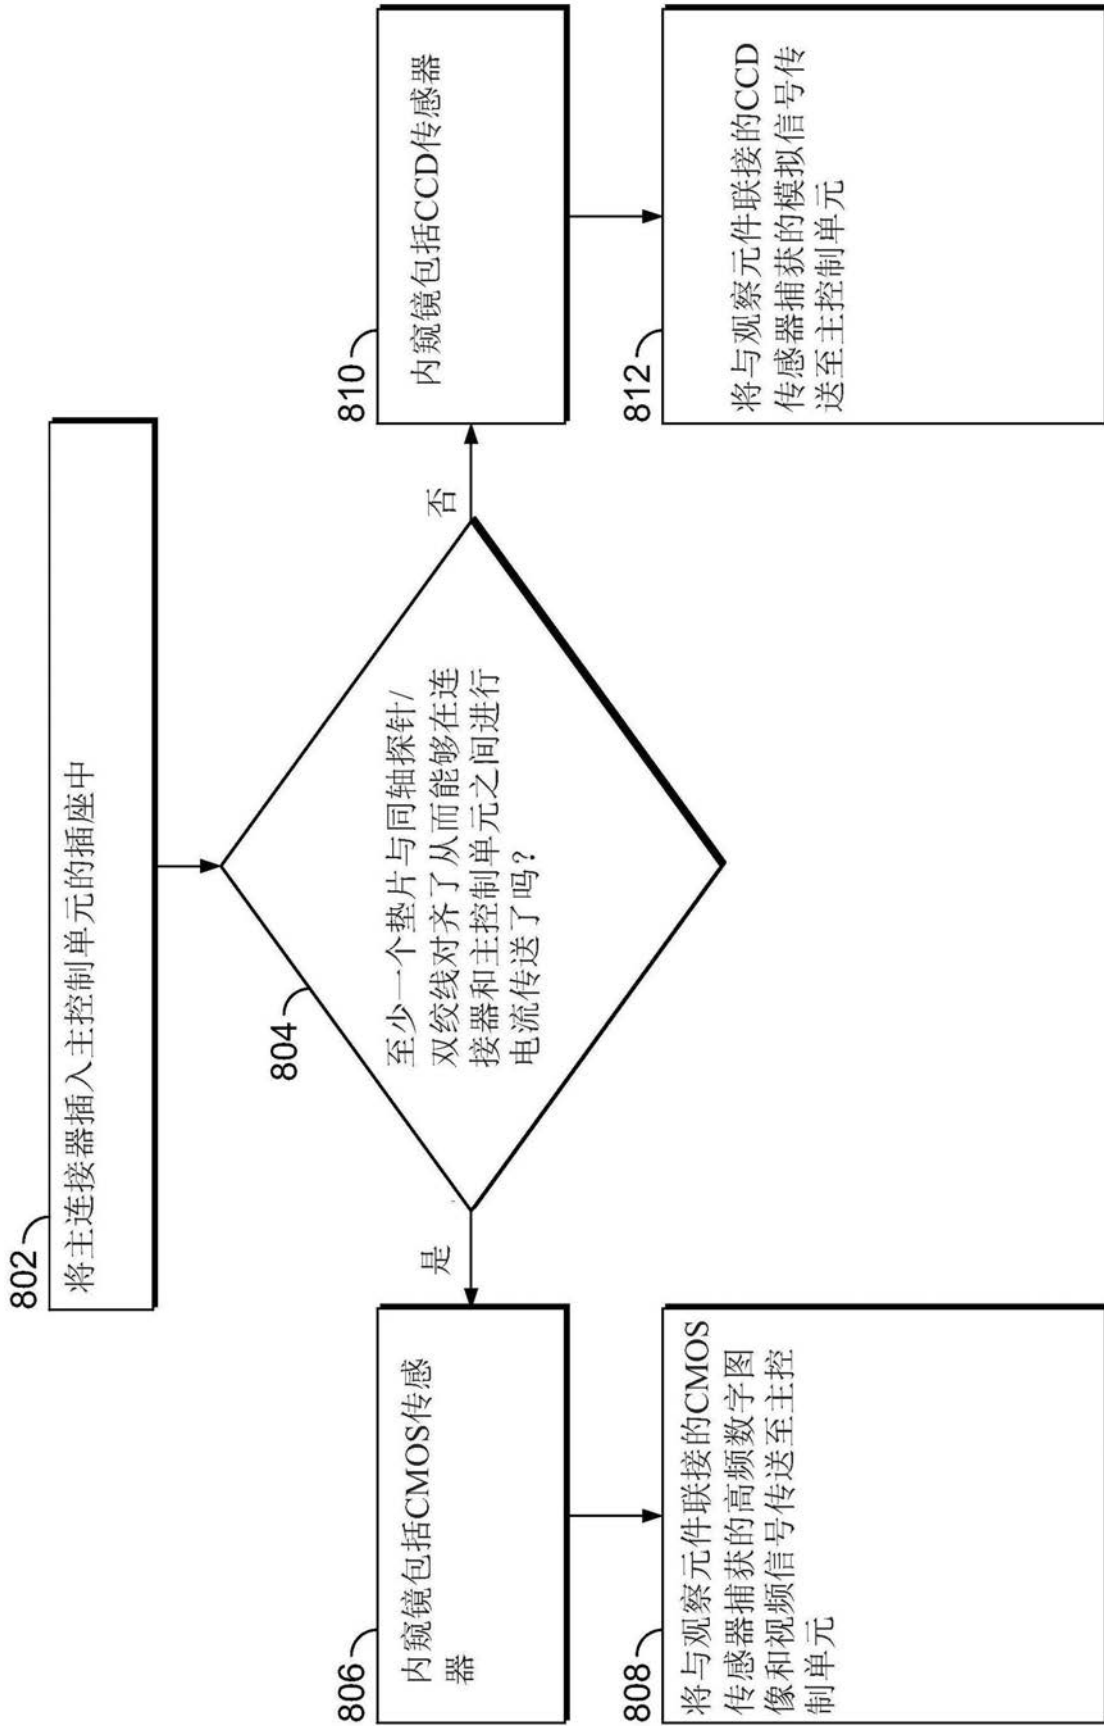 802
将主连接器插入主控制单元的插座中
804
至少一个垫片与同轴探针/
双绞线对齐了从而能够在连
接器和主控制单元之间进行
电流传送了吗?
是
否
806
内窥镜包括CMOS传感
器
810
内窥镜包括CCD传感器
808
将与观察元件联接的CMOS
传感器捕获的高频数字图
像和视频信号传送至主控
制单元
812
将与观察元件联接的CCD
传感器捕获的模拟信号传
送至主控制单元